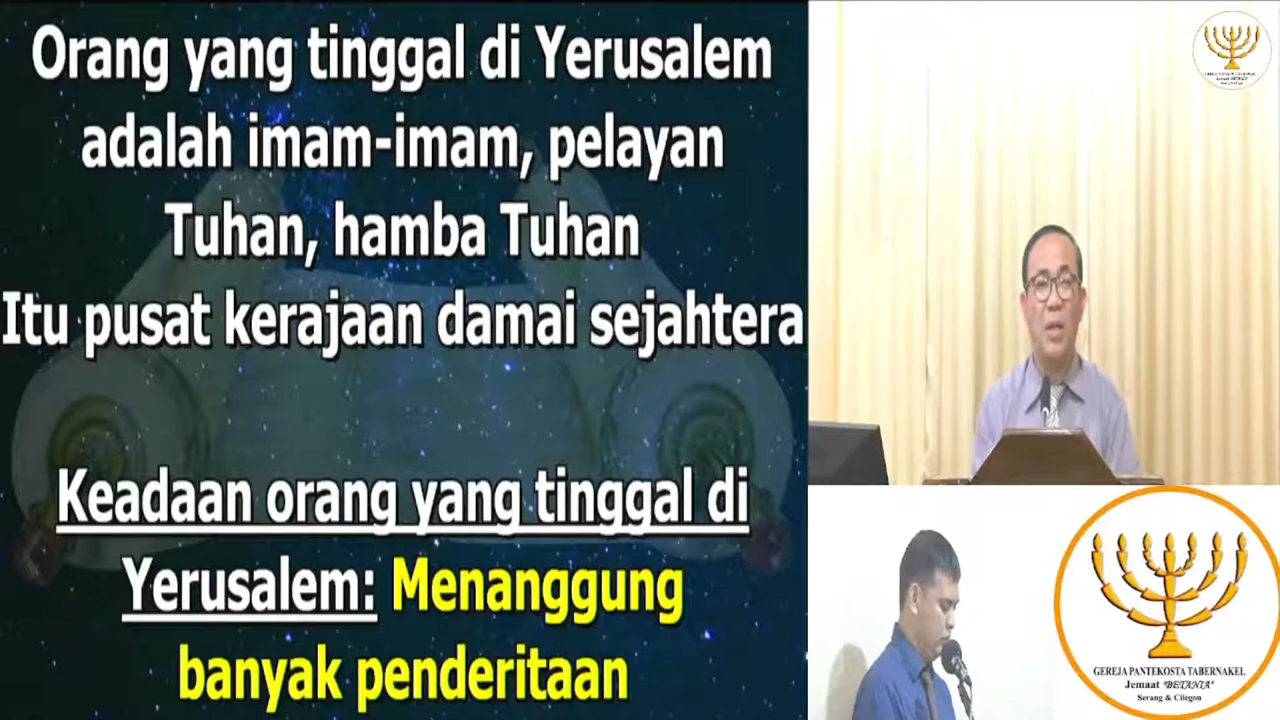 Orang yang tinggal di Yerusalem
adalah imam-imam, pelayan
Tuhan, hamba Tuhan
Itu pusat kerajaan damai sejahtera
Keadaan orang yang tinggal di
Yerusalem: Menanggung
banyak penderitaan
GEREJA PANTEKOSTA TABERNAKEL
Jemaat "BETANIA"
Serang & Cilegon